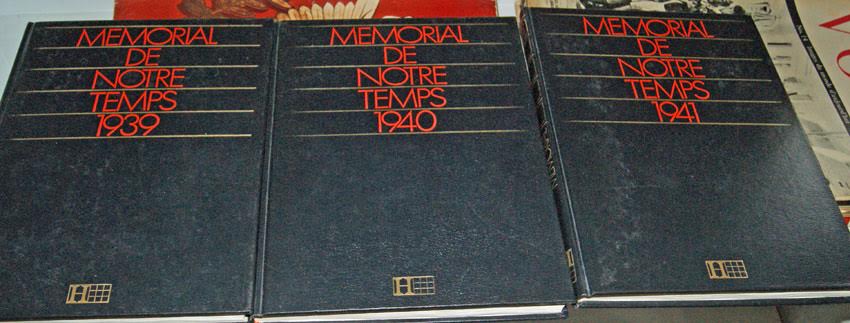 MEMORIAL
DE
NOTRE
TEMPS
1939
MEMORIAL
DE
NOTRE
TEMPS
1940
MEMORIAL
DE
NOTRE
TEMPS
1941
H
H
H